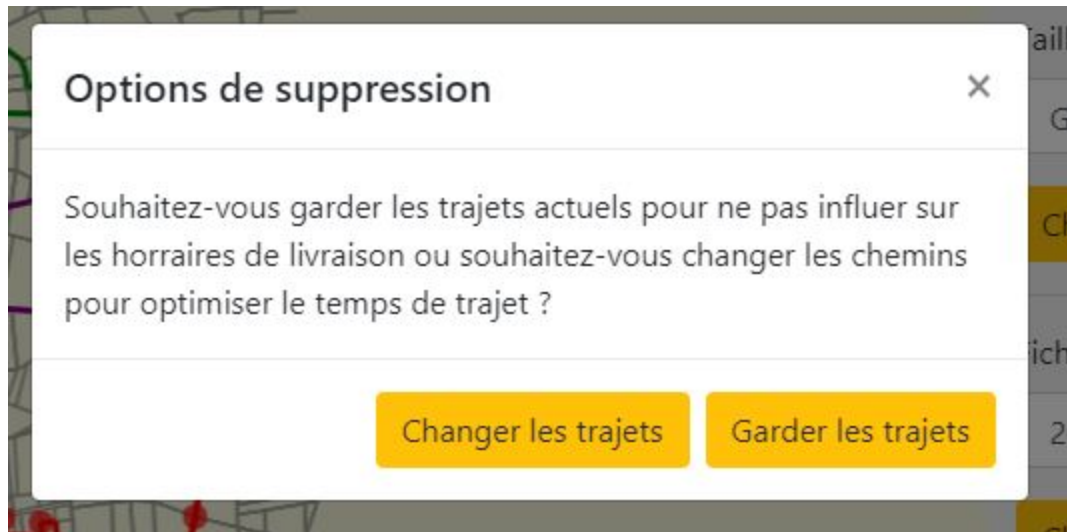 Options de suppression
×
Souhaitez-vous garder les trajets actuels pour ne pas influer sur
les horraires de livraison ou souhaitez-vous changer les chemins
pour optimiser le temps de trajet ?
Changer les trajets
Garder les trajets